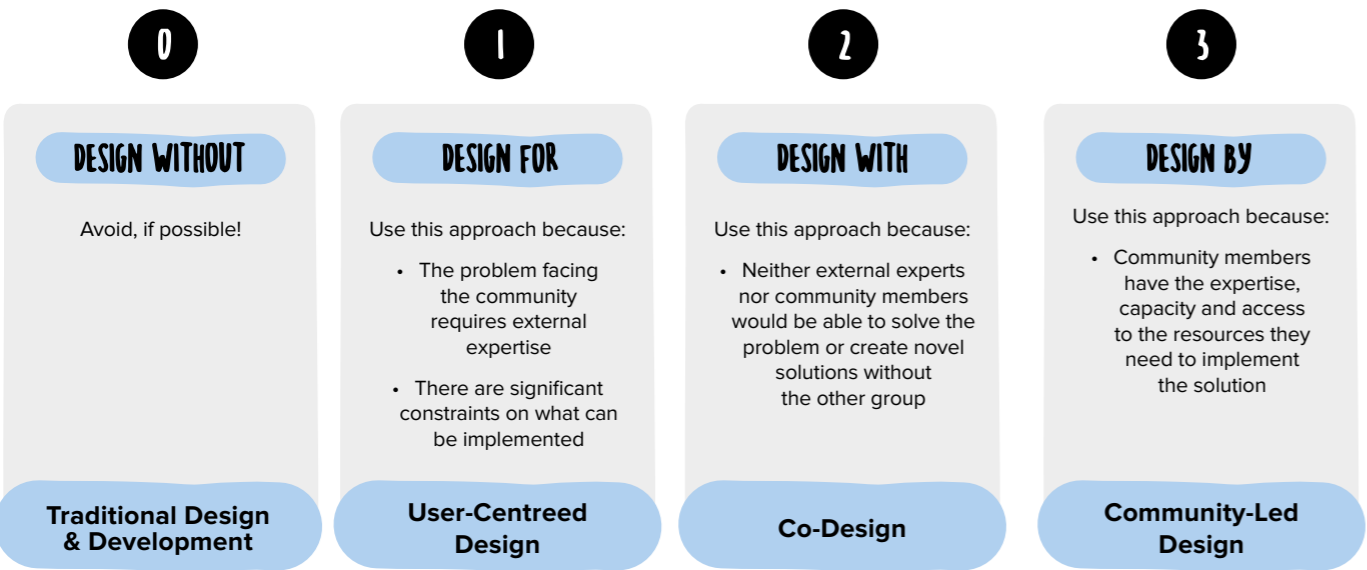 0
DESIGN WITHOUT
Avoid, if possible!
Traditional Design
& Development
1
DESIGN FOR
Use this approach because:
• The problem facing
the community
requires external
expertise
• There are significant
constraints on what can
be implemented
User-Centreed
Design
2
DESIGN WITH
Use this approach because:
• Neither external experts
nor community members
would be able to solve the
problem or create novel
solutions without
the other group
Co-Design
3
DESIGN BY
Use this approach because:
• Community members
have the expertise,
capacity and access
to the resources they
need to implement
the solution
Community-Led
Design